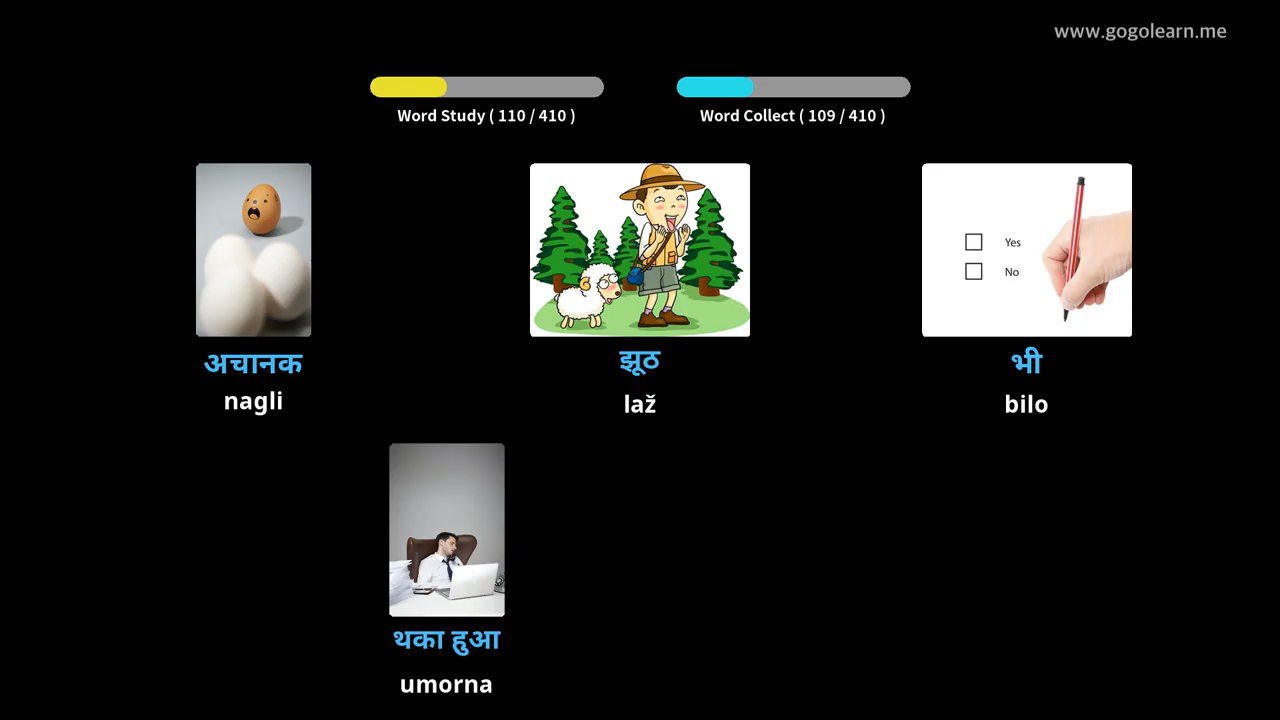 www.gogolearn.me
Word Study ( 110 / 410 )
Word Collect ( 109 / 410 )
Yes
No
अचानक
nagli
झूठ
laž
भी
bilo
थका हुआ
umorna